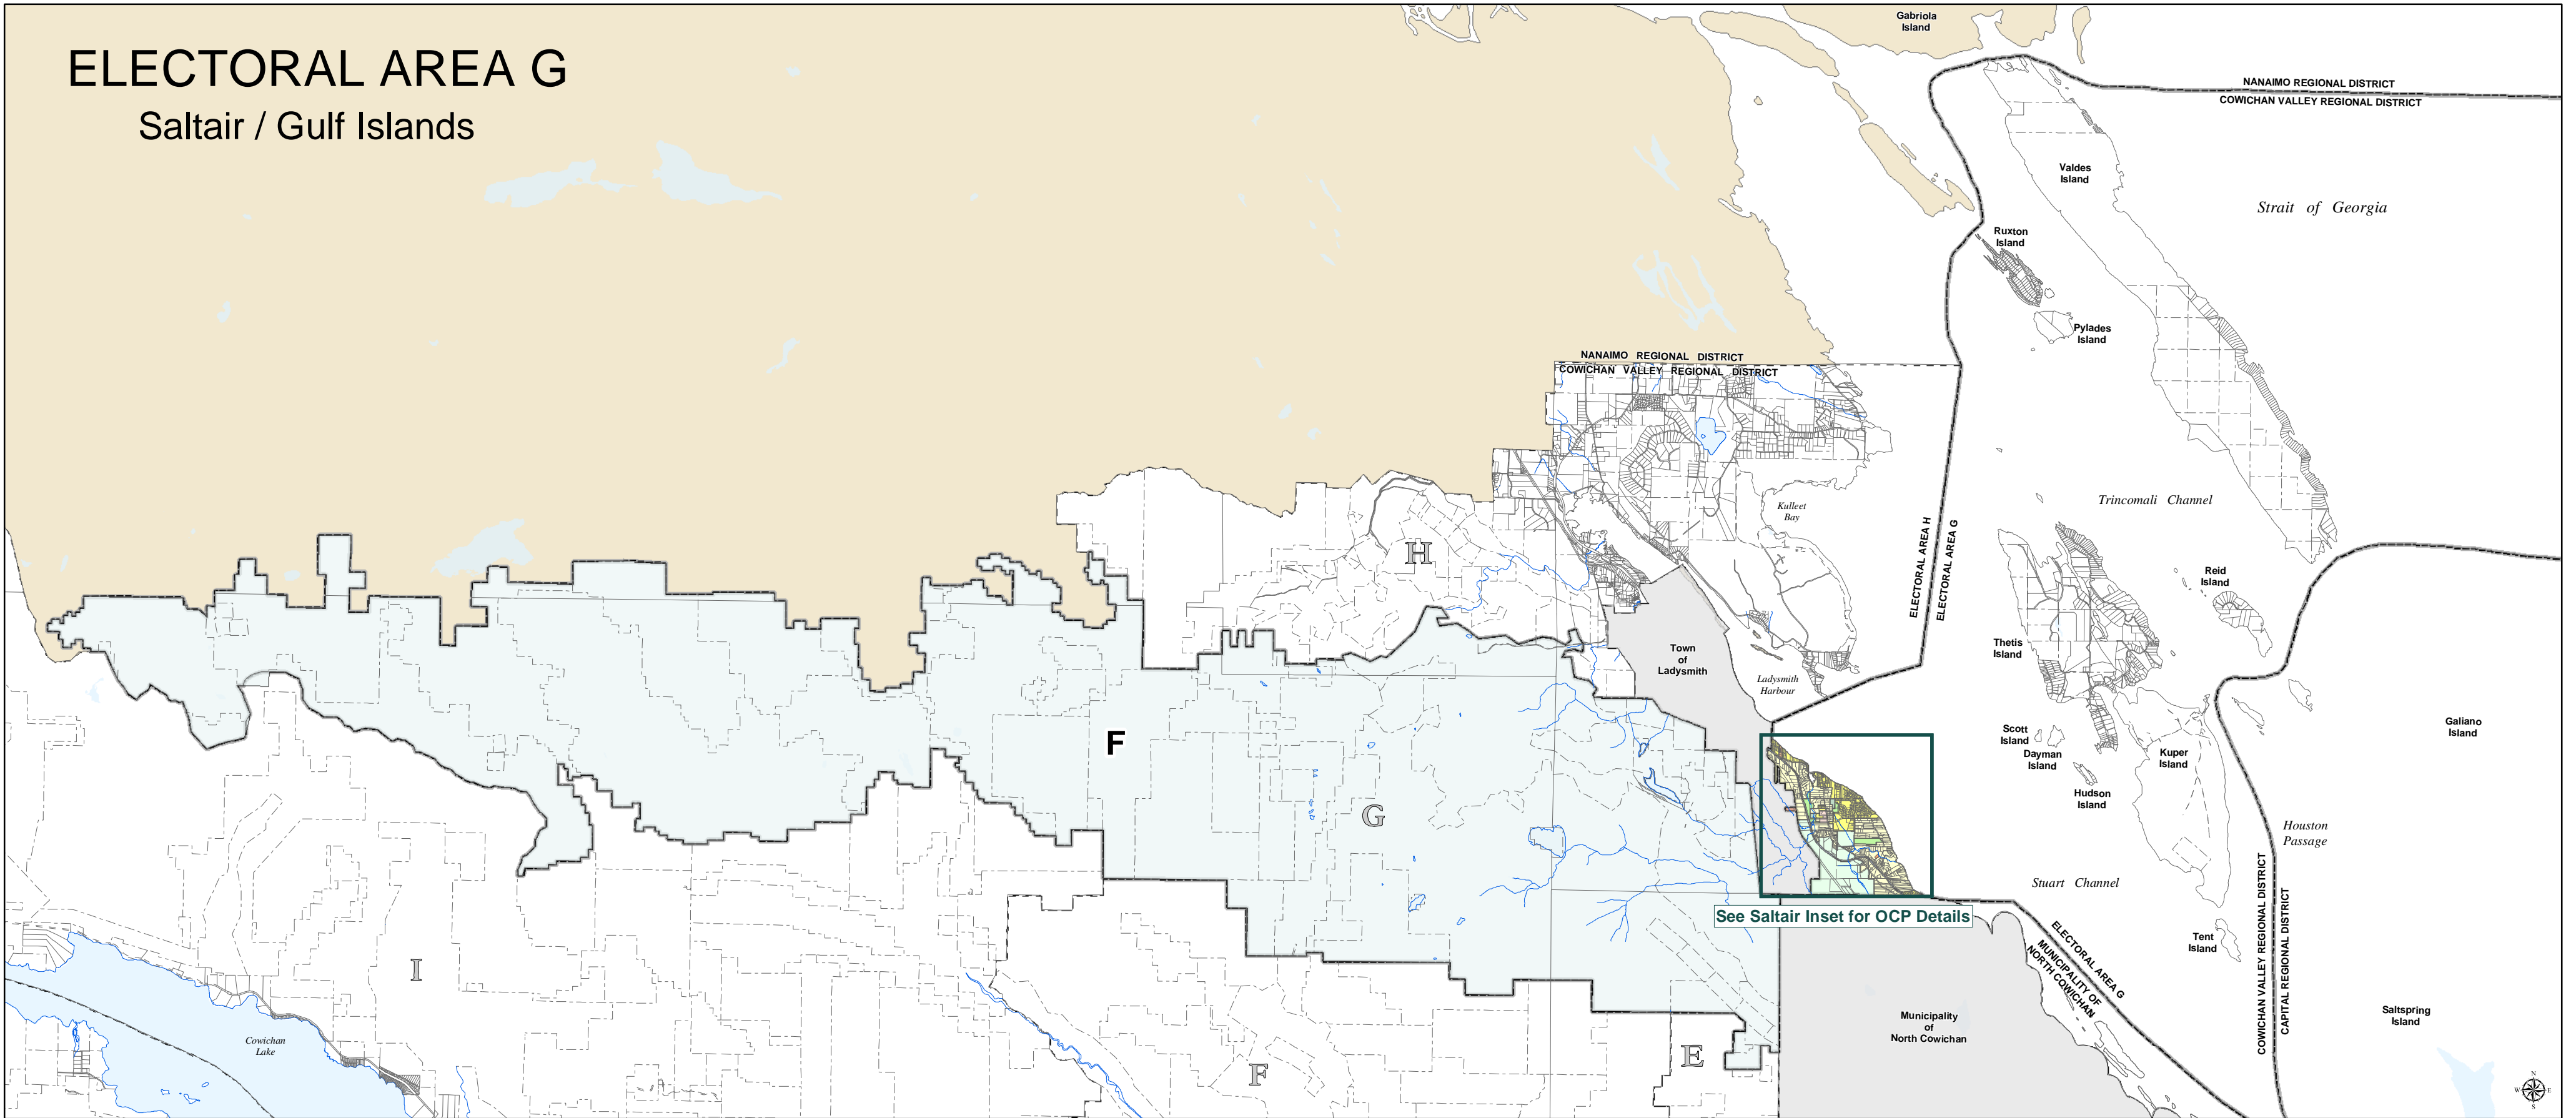 ELECTORAL AREA G
Saltair / Gulf Islands
Gabriola
Island
NANAIMO REGIONAL DISTRICT
COWICHAN VALLEY REGIONAL DISTRICT
Valdes
Island
Strait of Georgia
Ruxton
Island
Pylades
Island
NANAIMO REGIONAL DISTRICT
COWICHAN VALLEY REGIONAL DISTRICT
Trincomali Channel
Kulleet
Bay
H
ELECTORAL AREA H
ELECTORAL AREA G
Reid
Island
Thetis
Island
Town
of
Ladysmith
Ladysmith
Harbour
Scott
Island
Dayman
Island
Kuper
Island
Galiano
Island
Hudson
Island
F
G
Houston
Passage
Stuart Channel
See Saltair Inset for OCP Details
Tent
Island
ELECTORAL AREA G
MUNICIPALITY OF
NORTH COWICHAN
COWICHAN VALLEY REGIONAL DISTRICT
CAPITAL REGIONAL DISTRICT
I
Cowichan
Lake
Municipality
of
North Cowichan
Saltspring
Island
F
E
N
W
E
S